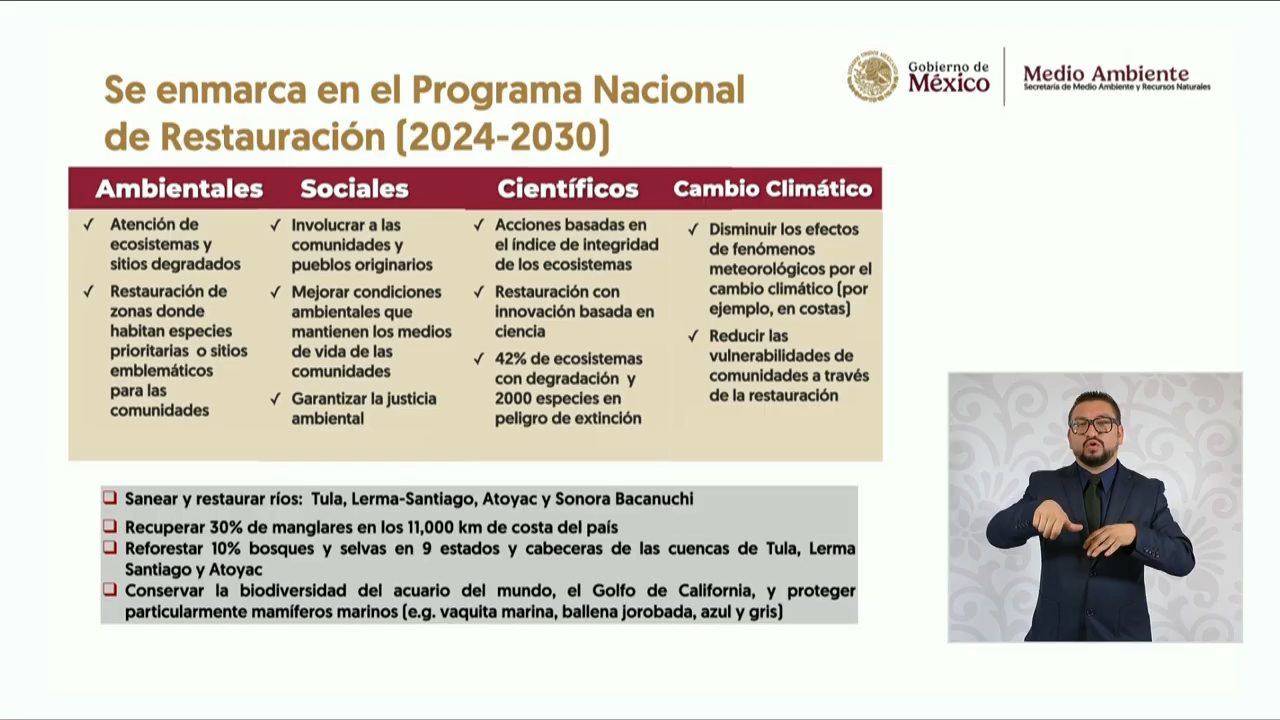 Se enmarca en el Programa Nacional
de Restauración (2024-2030)
Gobierno de
México
Medio Ambiente
Secretaría de Medio Ambiente y Recursos Naturales
Ambientales
✓ Atención de
ecosistemas y
sitios degradados
✓ Restauración de
zonas donde
habitan especies
prioritarias o sitios
emblemáticos
para las
comunidades
Sociales
✓ Involucrar a las
comunidades y
pueblos originarios
✓ Mejorar condiciones
ambientales que
mantienen los medios
de vida de las
comunidades
✓ Garantizar la justicia
ambiental
Científicos
✓ Acciones basadas en
el índice de integridad
de los ecosistemas
✓ Restauración con
innovación basada en
ciencia
✓ 42% de ecosistemas
con degradación y
2000 especies en
peligro de extinción
Cambio Climático
✓ Disminuir los efectos
de fenómenos
meteorológicos por el
cambio climático (por
ejemplo, en costas)
✓ Reducir las
vulnerabilidades de
comunidades a través
de la restauración
❑ Sanear y restaurar ríos: Tula, Lerma-Santiago, Atoyac y Sonora Bacanuchi
❑ Recuperar 30% de manglares en los 11,000 km de costa del país
❑ Reforestar 10% bosques y selvas en 9 estados y cabeceras de las cuencas de Tula, Lerma
Santiago y Atoyac
❑ Conservar la biodiversidad del acuario del mundo, el Golfo de California, y proteger
particularmente mamíferos marinos (e.g. vaquita marina, ballena jorobada, azul y gris)